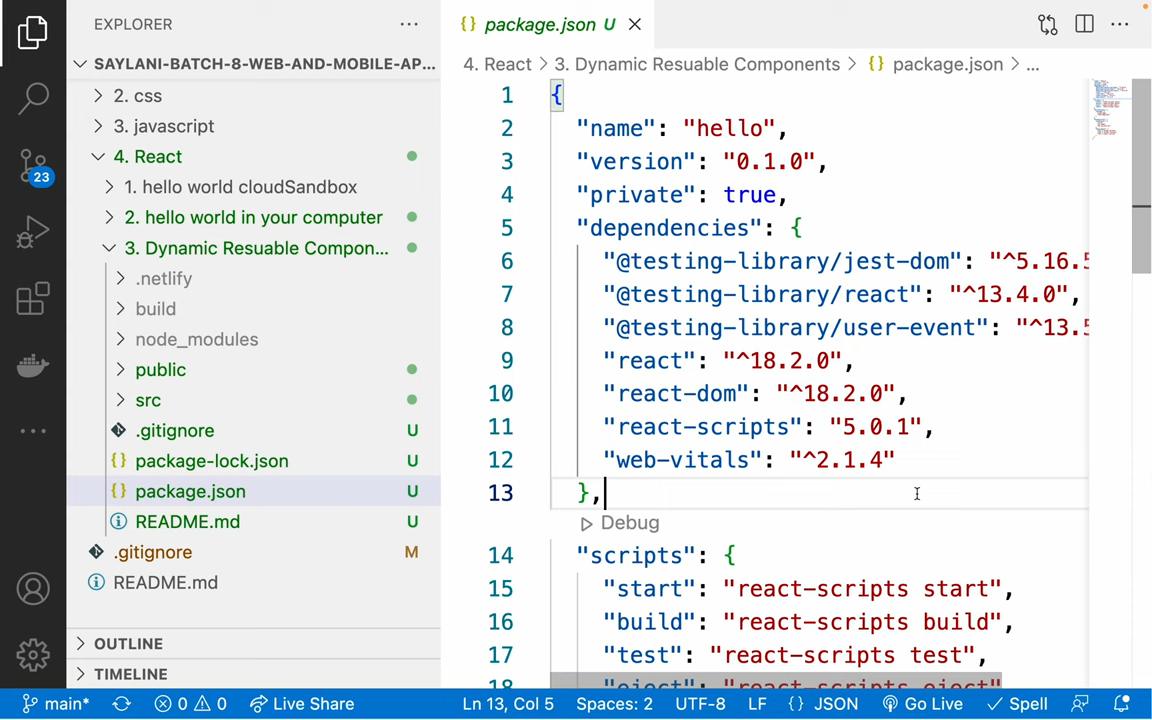 EXPLORER
SAYLANI-BATCH-8-WEB-AND-MOBILE-AP...
2. css
3. javascript
4. React
1. hello world cloudSandbox
2. hello world in your computer
3. Dynamic Resuable Compon...
.netlify
build
node_modules
public
src
.gitignore U
package-lock.json U
package.json U
README.md U
.gitignore M
README.md
OUTLINE
TIMELINE
23
package.json U
4. React > 3. Dynamic Resuable Components > {} package.json > ...
1 {
2 "name": "hello",
3 "version": "0.1.0",
4 "private": true,
5 "dependencies": {
6 "@testing-library/jest-dom": "^5.16.5
7 "@testing-library/react": "^13.4.0",
8 "@testing-library/user-event": "^13.5
9 "react": "^18.2.0",
10 "react-dom": "^18.2.0",
11 "react-scripts": "5.0.1",
12 "web-vitals": "^2.1.4"
13 },
Debug
14 "scripts": {
15 "start": "react-scripts start",
16 "build": "react-scripts build",
17 "test": "react-scripts test",
18 "eject": "react-scripts eject"
main* 0 0 Live Share Ln 13, Col 5 Spaces: 2 UTF-8 LF {} JSON Go Live Spell